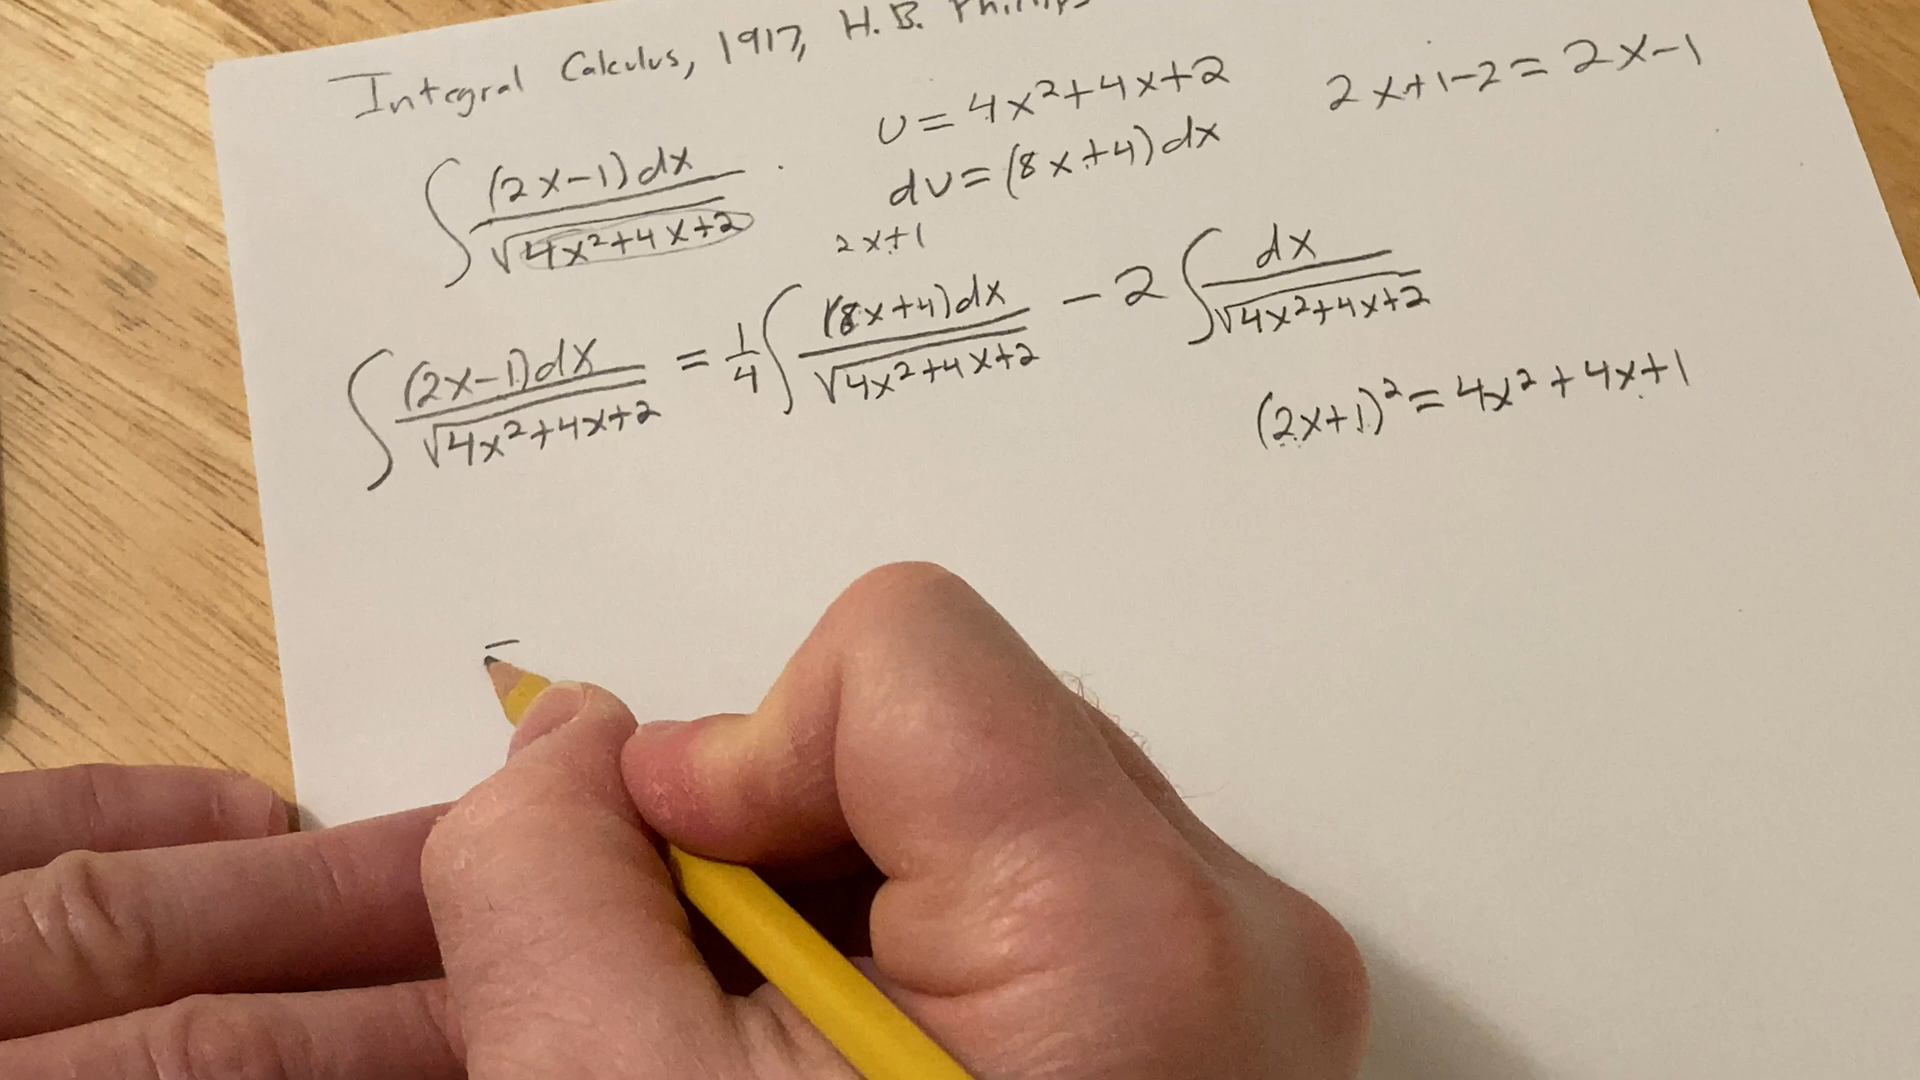 Integral Calculus, 1917, H.B. Phillips
∫ (2x-1)dx / √4x²+4x+2
u = 4x²+4x+2
du = (8x+4)dx
2x+1-2 = 2x-1
2x+1
∫ (2x-1)dx / √4x²+4x+2 = 1/4 ∫ (8x+4)dx / √4x²+4x+2 - 2 ∫ dx / √4x²+4x+2
(2x+1)² = 4x²+4x+1